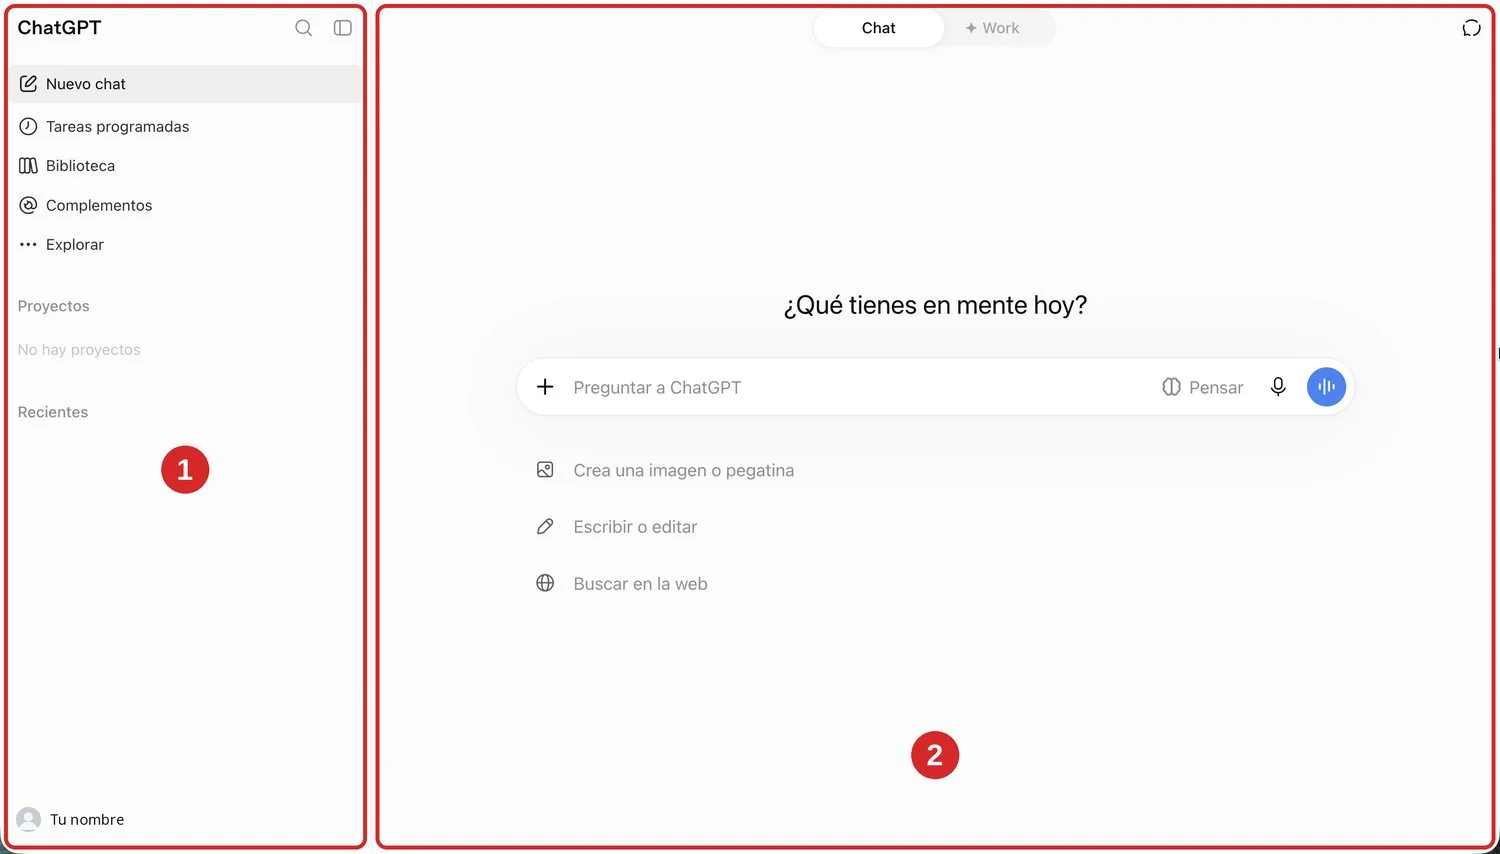 ChatGPT
Nuevo chat
Tareas programadas
Biblioteca
Complementos
Explorar
Proyectos
No hay proyectos
Recientes
1
Tu nombre
Chat
Work
¿Qué tienes en mente hoy?
Preguntar a ChatGPT
Pensar
Crea una imagen o pegatina
Escribir o editar
Buscar en la web
2